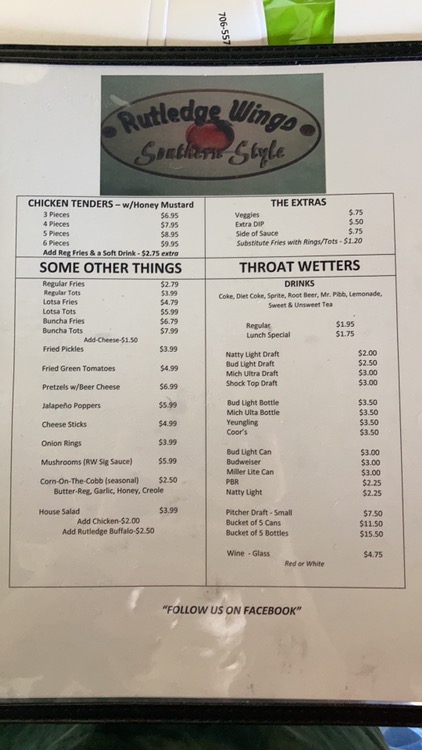 706-557
Rutledge Wings
Southern Style
CHICKEN TENDERS – w/Honey Mustard
3 Pieces $6.95
4 Pieces $7.95
5 Pieces $8.95
6 Pieces $9.95
Add Reg Fries & a Soft Drink - $2.75 extra
THE EXTRAS
Veggies $.75
Extra DIP $.50
Side of Sauce $.75
Substitute Fries with Rings/Tots - $1.20
SOME OTHER THINGS
Regular Fries $2.79
Regular Tots $3.99
Lotsa Fries $4.79
Lotsa Tots $5.99
Buncha Fries $6.79
Buncha Tots $7.99
Add-Cheese-$1.50
Fried Pickles $3.99
Fried Green Tomatoes $4.99
Pretzels w/Beer Cheese $6.99
Jalapeño Poppers $5.99
Cheese Sticks $4.99
Onion Rings $3.99
Mushrooms (RW Sig Sauce) $5.99
Corn-On-The-Cobb (seasonal) $2.50
Butter-Reg, Garlic, Honey, Creole
House Salad $3.99
Add Chicken-$2.00
Add Rutledge Buffalo-$2.50
THROAT WETTERS
DRINKS
Coke, Diet Coke, Sprite, Root Beer, Mr. Pibb, Lemonade,
Sweet & Unsweet Tea
Regular $1.95
Lunch Special $1.75
Natty Light Draft $2.00
Bud Light Draft $2.50
Mich Ultra Draft $3.00
Shock Top Draft $3.00
Bud Light Bottle $3.50
Mich Ulta Bottle $3.50
Yeungling $3.50
Coor's $3.50
Bud Light Can $3.00
Budweiser $3.00
Miller Lite Can $3.00
PBR $2.25
Natty Light $2.25
Pitcher Draft - Small $7.50
Bucket of 5 Cans $11.50
Bucket of 5 Bottles $15.50
Wine - Glass $4.75
Red or White
"FOLLOW US ON FACEBOOK"